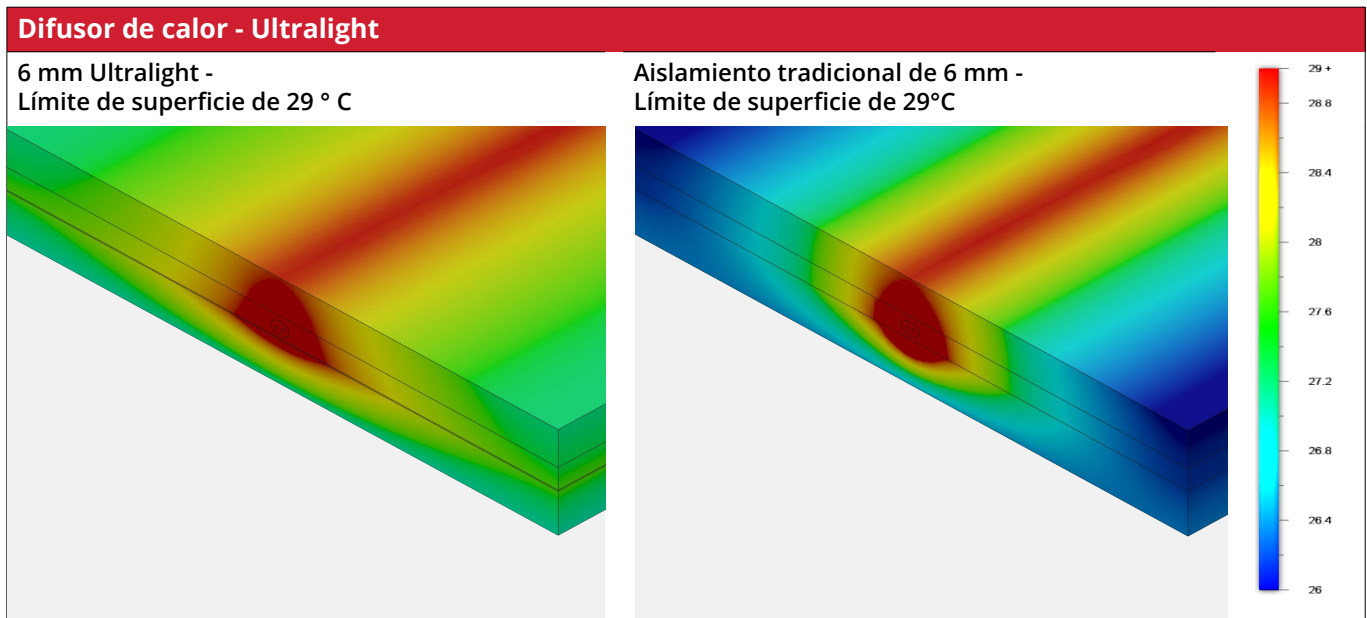 Difusor de calor - Ultralight
6 mm Ultralight -
Límite de superficie de 29 ° C
Aislamiento tradicional de 6 mm -
Límite de superficie de 29°C
29 +
28.8
28.4
28
27.6
27.2
26.8
26.4
26